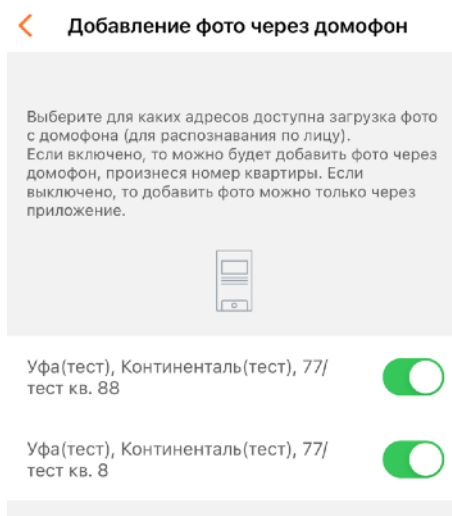 Добавление фото через домофон
Выберите для каких адресов доступна загрузка фото
с домофона (для распознавания по лицу).
Если включено, то можно будет добавить фото через
домофон, произнеся номер квартиры. Если
выключено, то добавить фото можно только через
приложение.
Уфа(тест), Континенталь(тест), 77/
тест кв. 88
Уфа(тест), Континенталь(тест), 77/
тест кв. 8